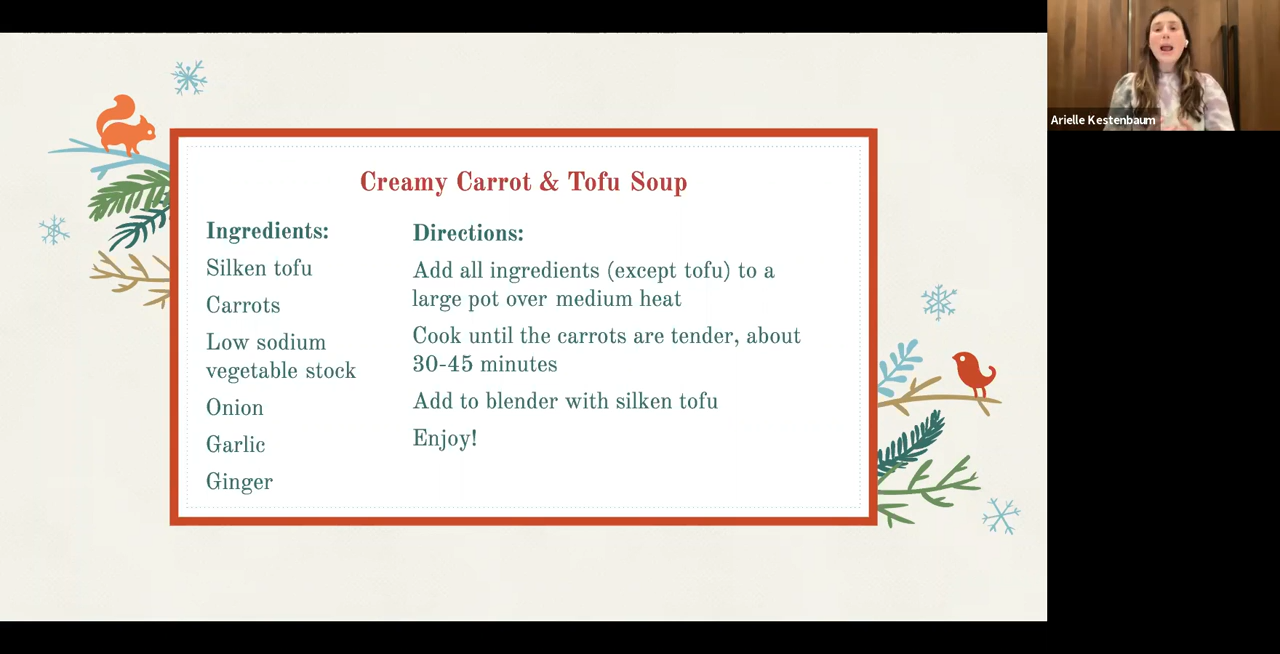 Creamy Carrot & Tofu Soup
Ingredients:
Silken tofu
Carrots
Low sodium
vegetable stock
Onion
Garlic
Ginger
Directions:
Add all ingredients (except tofu) to a
large pot over medium heat
Cook until the carrots are tender, about
30-45 minutes
Add to blender with silken tofu
Enjoy!
Arielle Kestenbaum